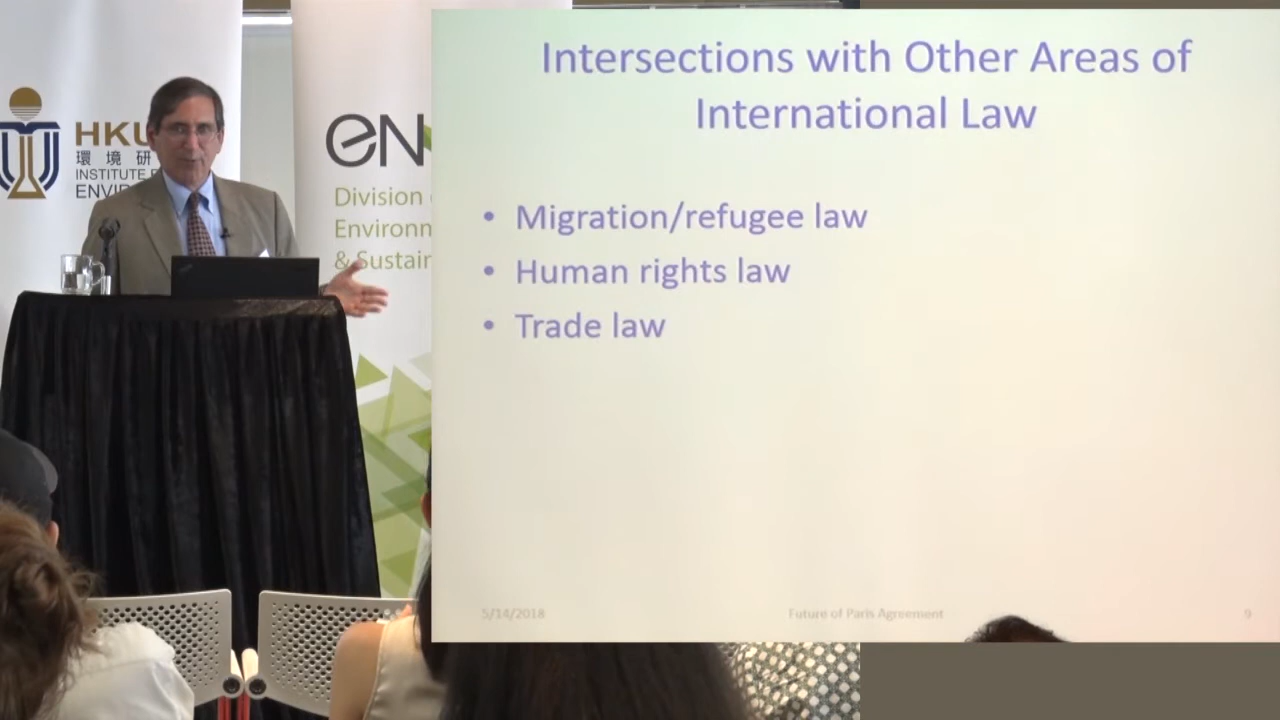 HKU
環 境 研
INSTITUTE
ENVIR
eN
Division
Environm
& Sustain
Intersections with Other Areas of
International Law
• Migration/refugee law
• Human rights law
• Trade law
5/14/2018
Future of Paris Agreement
9